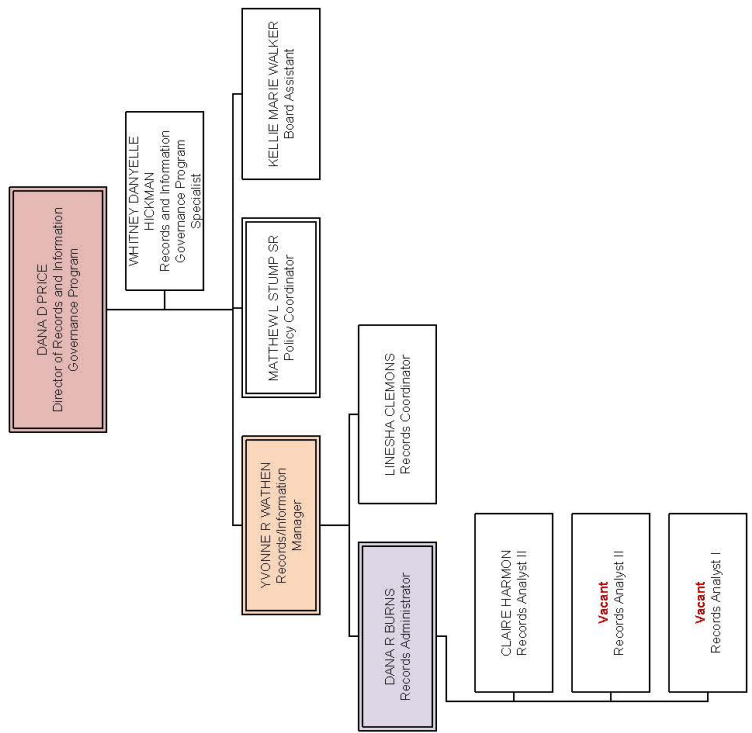 DANA D PRICE
Director of Records and Information
Governance Program
WHITNEY DANYELLE
HICKMAN
Records and Information
Governance Program
Specialist
YVONNE R WATHEN
Records/Information
Manager
MATTHEW L STUMP SR
Policy Coordinator
KELLIE MARIE WALKER
Board Assistant
DANA R BURNS
Records Administrator
LINESHA CLEMONS
Records Coordinator
CLAIRE HARMON
Records Analyst II
Vacant
Records Analyst II
Vacant
Records Analyst I